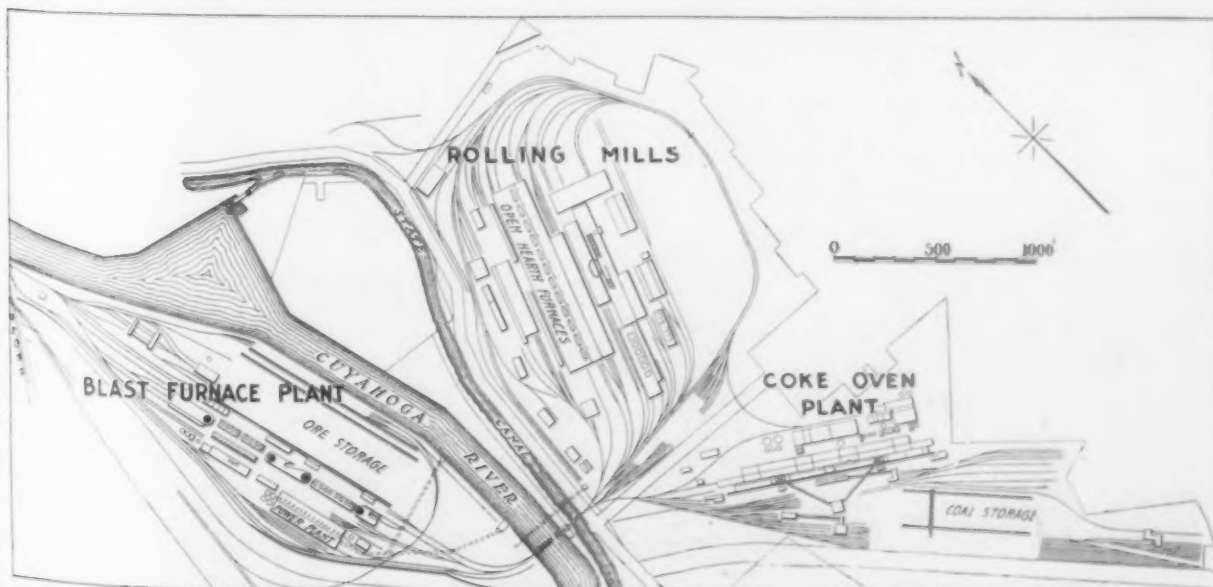 N
ROLLING MILLS
0 500 1000'
OPEN HEARTH FURNACES
CUYAHOGA RIVER
CANAL
BLAST FURNACE PLANT
ORE STORAGE
POWER PLANT
COKE OVEN
PLANT
COAL STORAGE